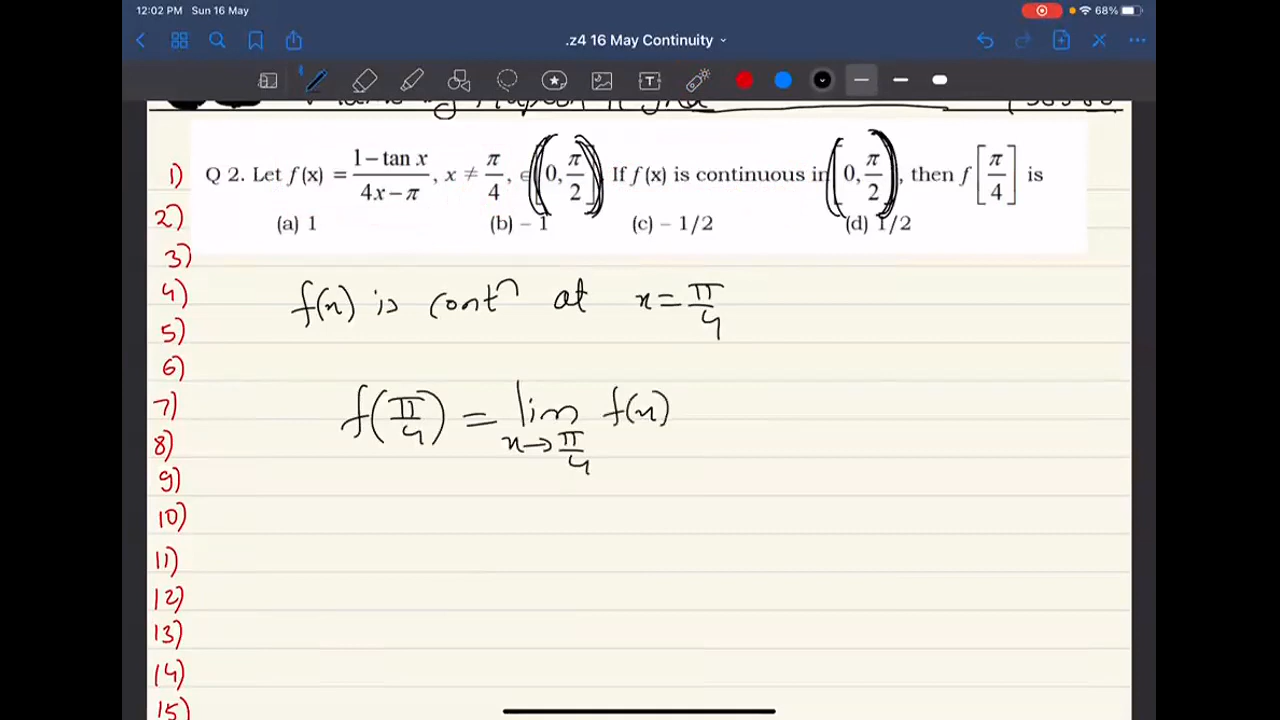 12:02 PM Sun 16 May
68%
.z4 16 May Continuity
Q 2. Let f(x) = (1 – tan x)/(4x – π), x ≠ π/4, ∈ (0, π/2) If f(x) is continuous in (0, π/2), then f[π/4] is
(a) 1 (b) – 1 (c) – 1/2 (d) 1/2
f(x) is contⁿ at x = π/4
f(π/4) = lim x→π/4 f(x)
1)
2)
3)
4)
5)
6)
7)
8)
9)
10)
11)
12)
13)
14)
15)